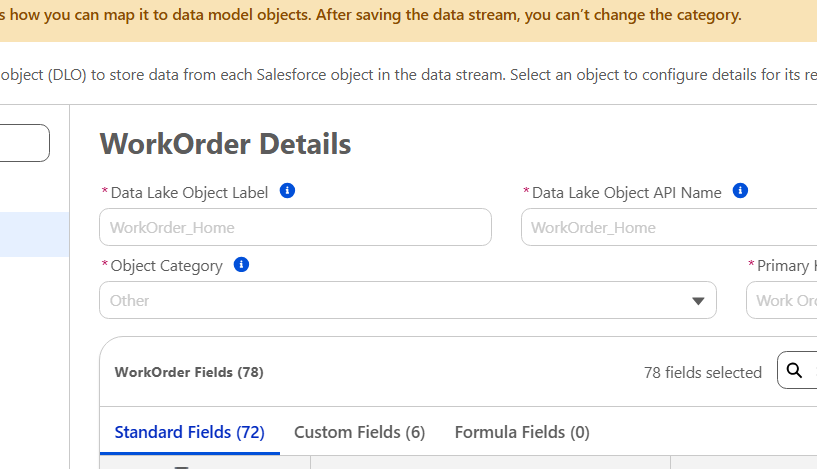 s how you can map it to data model objects. After saving the data stream, you can't change the category.
object (DLO) to store data from each Salesforce object in the data stream. Select an object to configure details for its re
WorkOrder Details
* Data Lake Object Label
* Data Lake Object API Name
WorkOrder_Home
WorkOrder_Home
* Object Category
* Primary
Other
Work Or
WorkOrder Fields (78)
78 fields selected
Standard Fields (72)
Custom Fields (6)
Formula Fields (0)